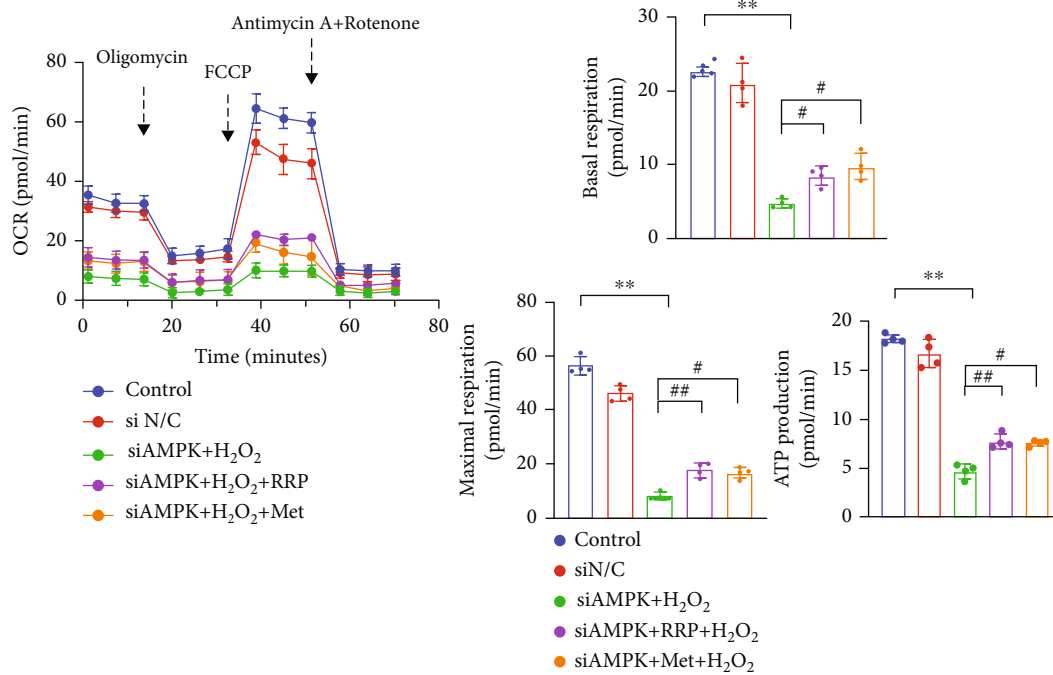 Antimycin A+Rotenone
Oligomycin
FCCP
80
60
40
20
0
OCR (pmol/min)
0
20
40
60
80
Time (minutes)
Control
si N/C
siAMPK+H₂O₂
siAMPK+H₂O₂+RRP
siAMPK+H₂O₂+Met
**
#
#
30
20
10
0
Basal respiration
(pmol/min)
**
#
##
80
60
40
20
0
Maximal respiration
(pmol/min)
**
#
##
20
15
10
5
0
ATP production
(pmol/min)
Control
siN/C
siAMPK+H₂O₂
siAMPK+RRP+H₂O₂
siAMPK+Met+H₂O₂